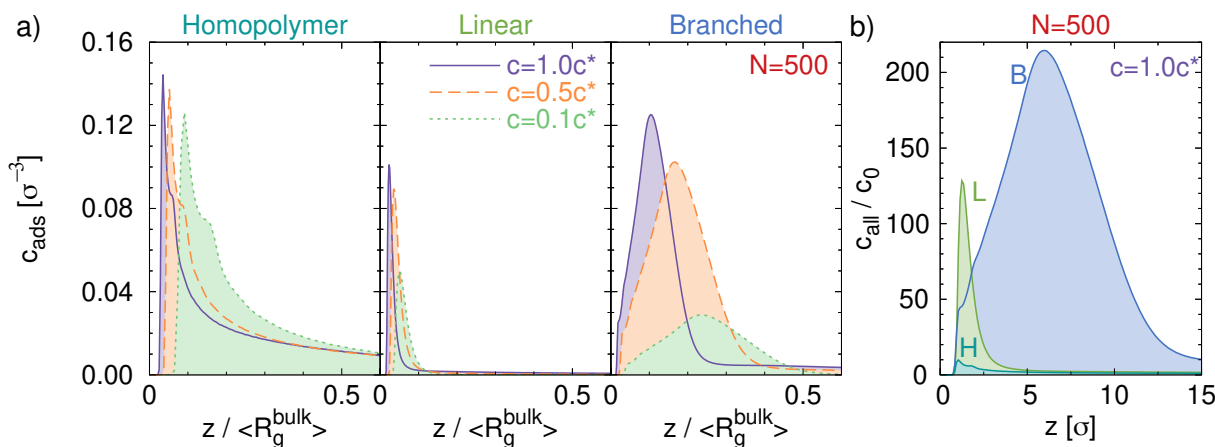 a)
Homopolymer
Linear
Branched
c_ads [σ⁻³]
0.16
0.12
0.08
0.04
0.00
c=1.0c*
c=0.5c*
c=0.1c*
N=500
0 0.5
0 0.5
0 0.5
z / <R_g^bulk>
z / <R_g^bulk>
z / <R_g^bulk>
b)
N=500
c_all / c_0
200
150
100
50
0
B
c=1.0c*
L
H
0 5 10 15
z [σ]